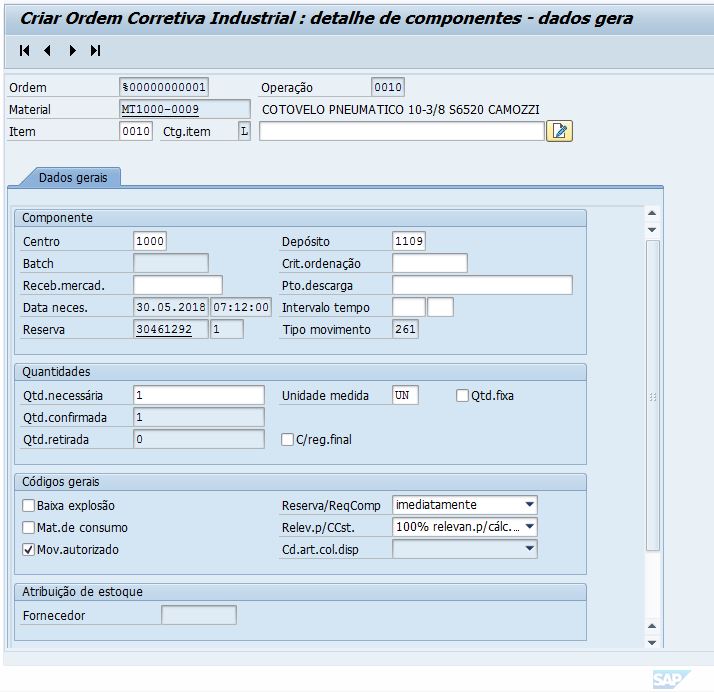 Criar Ordem Corretiva Industrial : detalhe de componentes - dados gera
Ordem %00000000001 Operação 0010
Material MT1000-0009 COTOVELO PNEUMATICO 10-3/8 S6520 CAMOZZI
Item 0010 Ctg.item L
Dados gerais
Componente
Centro 1000 Depósito 1109
Batch Crit.ordenação
Receb.mercad. Pto.descarga
Data neces. 30.05.2018 07:12:00 Intervalo tempo
Reserva 30461292 1 Tipo movimento 261
Quantidades
Qtd.necessária 1 Unidade medida UN Qtd.fixa
Qtd.confirmada 1
Qtd.retirada 0 C/reg.final
Códigos gerais
Baixa explosão Reserva/ReqComp imediatamente
Mat.de consumo Relev.p/CCst. 100% relevan.p/cálc...
Mov.autorizado Cd.art.col.disp
Atribuição de estoque
Fornecedor
SAP